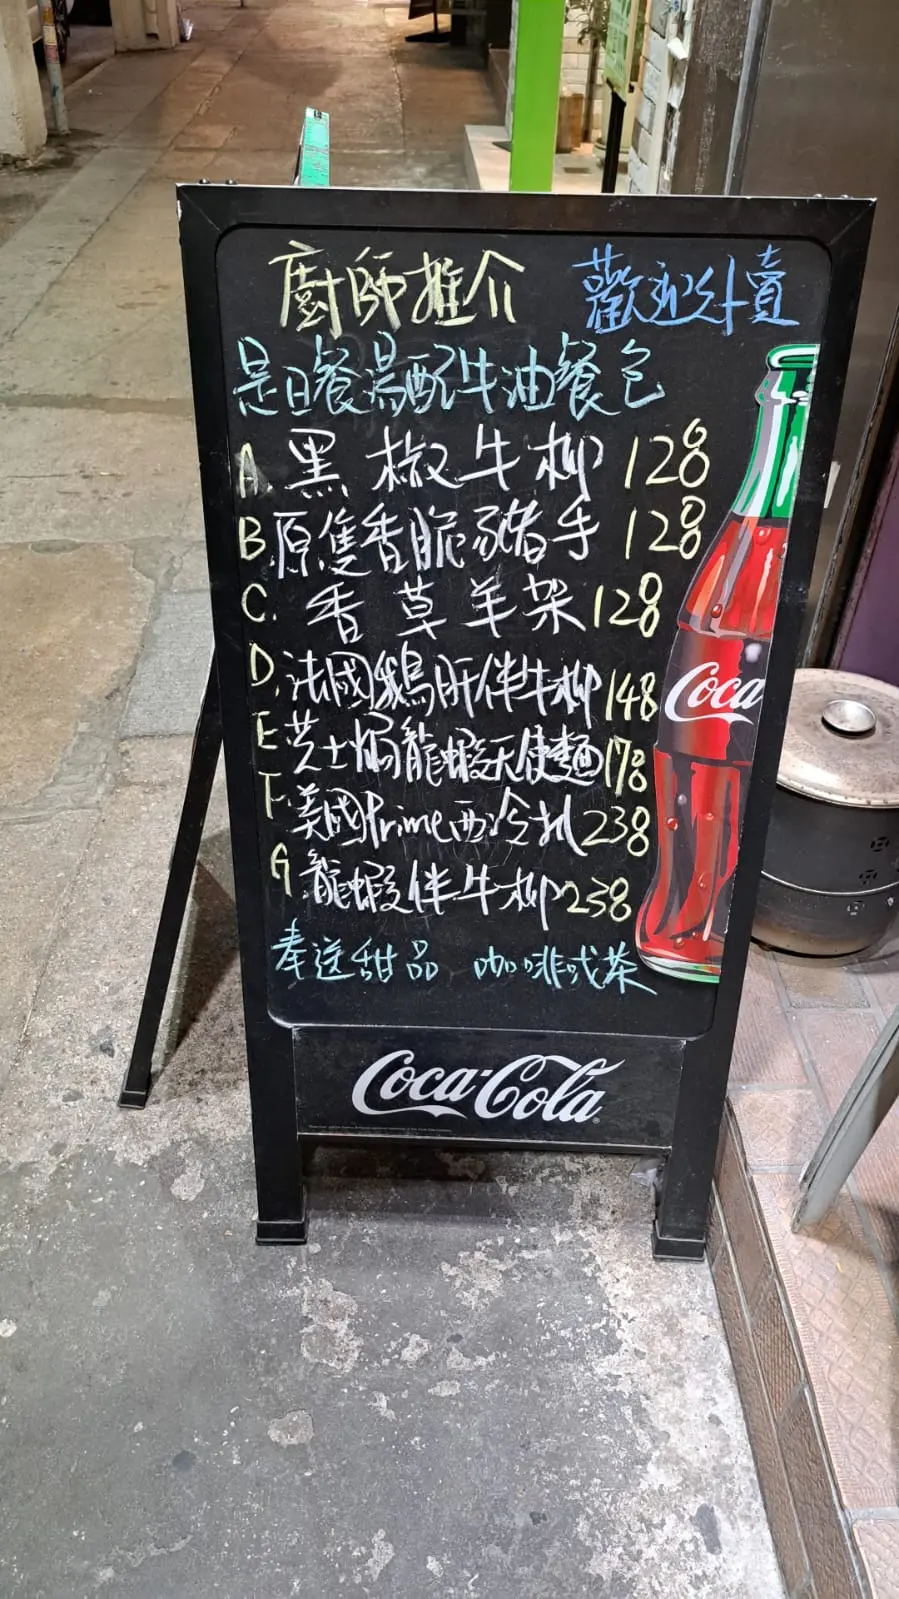 廚師推介 歡迎外賣
是日餐湯配牛油餐包
A. 黑椒牛柳 128
B 原隻香脆豬手 128
C. 香草羊架 128
D. 法國鵝肝伴牛柳 148
E 芝士焗龍蝦天使麵 178
F. 美國Prime西冷扒 238
G 龍蝦伴牛柳 238
奉送甜品 咖啡或茶
Coca
Coca-Cola